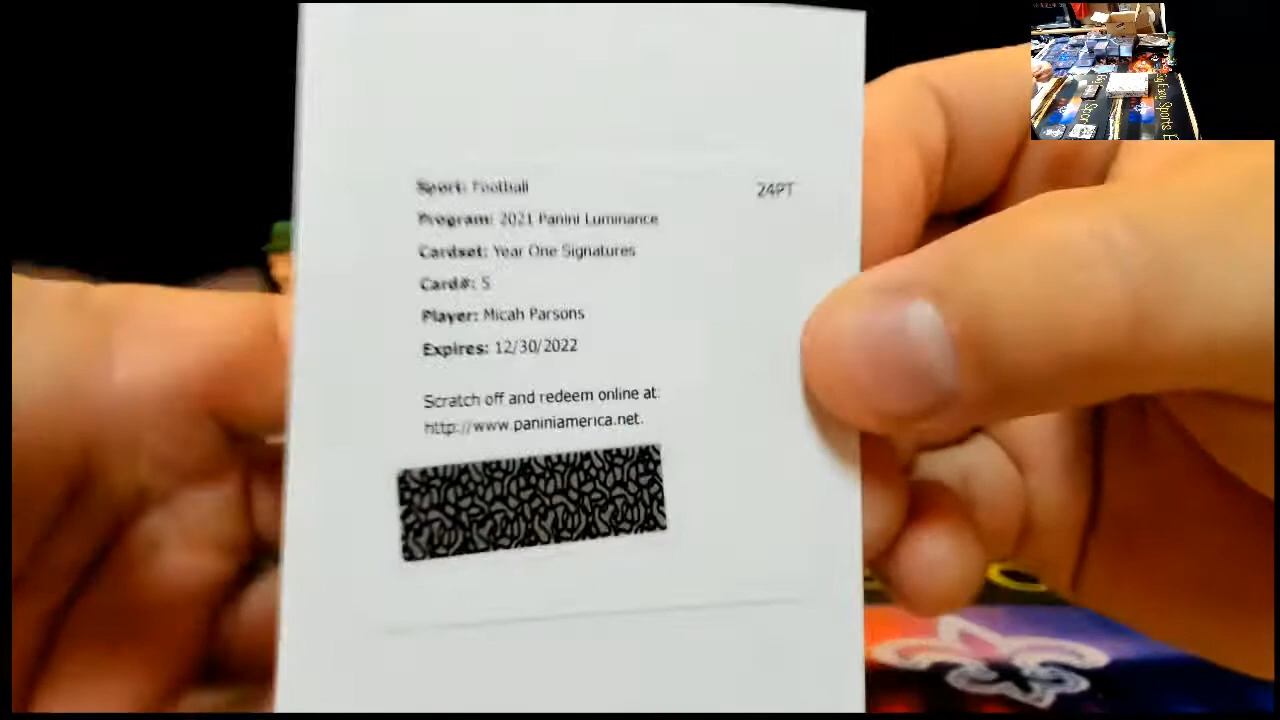 Sport: Football
24PT
Program: 2021 Panini Luminance
Cardset: Year One Signatures
Card#: 5
Player: Micah Parsons
Expires: 12/30/2022
Scratch off and redeem online at:
http://www.paniniamerica.net.
Sports